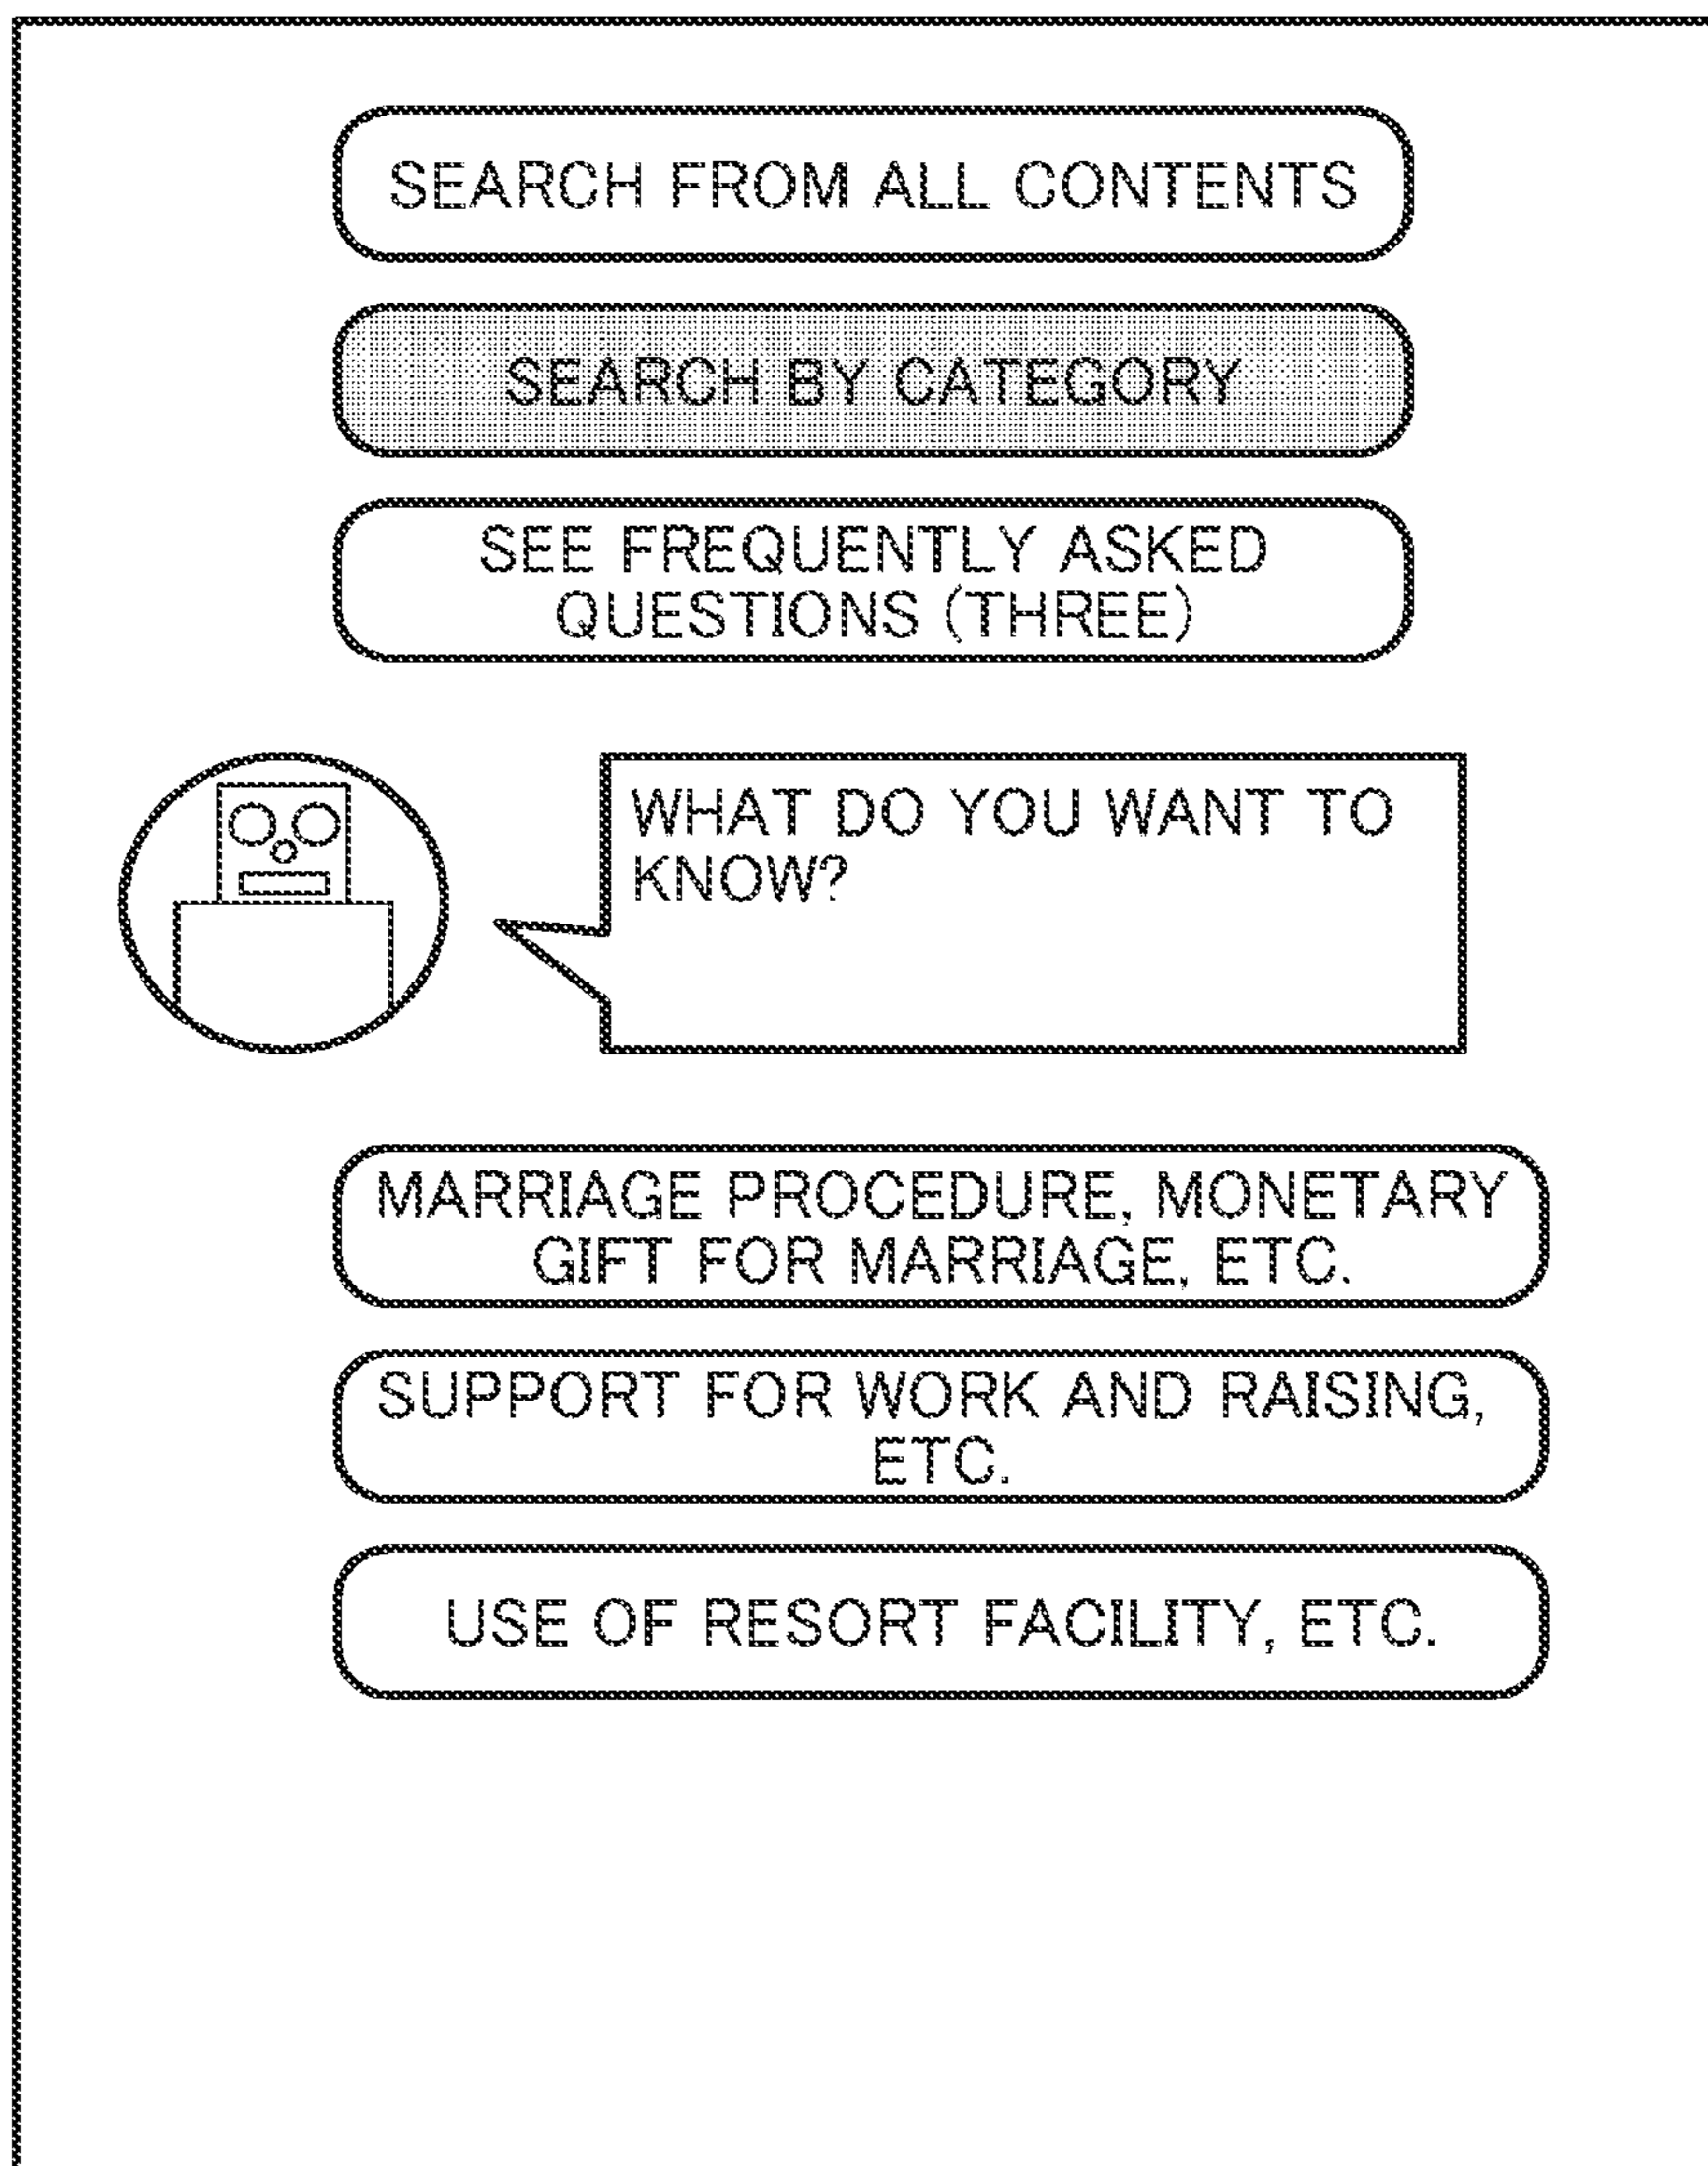 SEARCH FROM ALL CONTENTS
SEARCH BY CATEGORY
SEE FREQUENTLY ASKED
QUESTIONS (THREE)
WHAT DO YOU WANT TO
KNOW?
MARRIAGE PROCEDURE, MONETARY
GIFT FOR MARRIAGE, ETC.
SUPPORT FOR WORK AND RAISING,
ETC.
USE OF RESORT FACILITY, ETC.